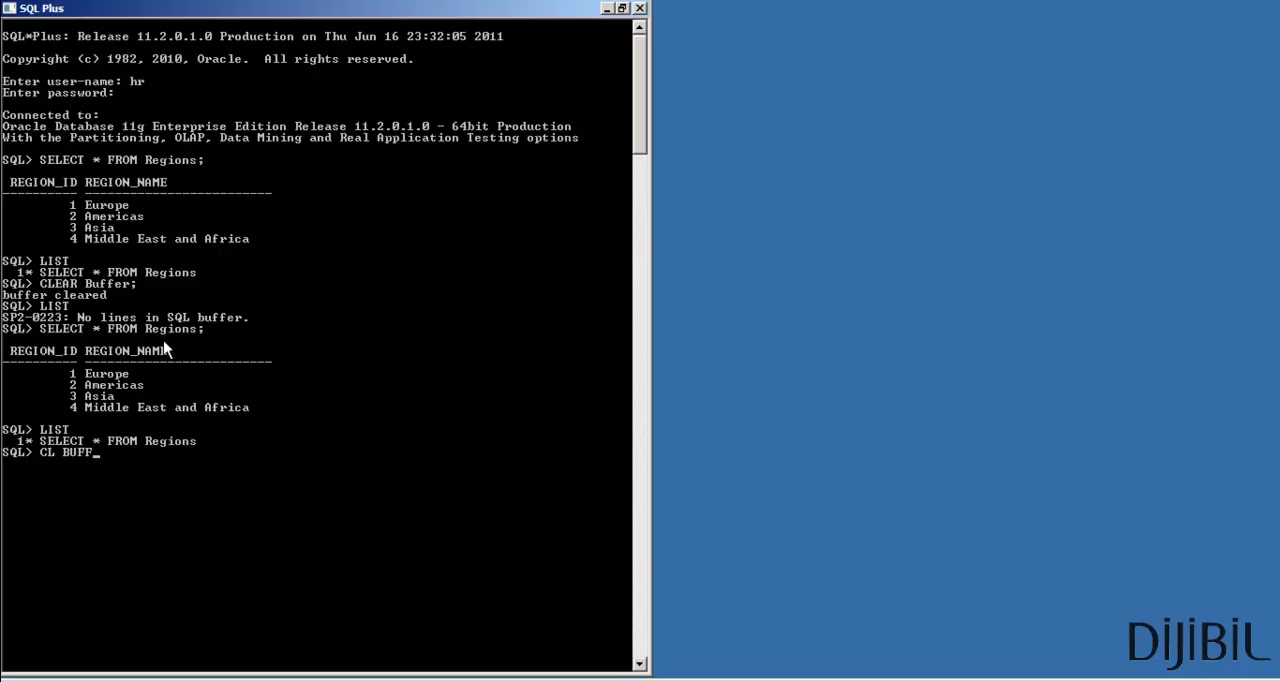 SQL Plus
SQL*Plus: Release 11.2.0.1.0 Production on Thu Jun 16 23:32:05 2011
Copyright (c) 1982, 2010, Oracle.  All rights reserved.
Enter user-name: hr
Enter password:
Connected to:
Oracle Database 11g Enterprise Edition Release 11.2.0.1.0 - 64bit Production
With the Partitioning, OLAP, Data Mining and Real Application Testing options
SQL> SELECT * FROM Regions;
REGION_ID REGION_NAME
---------- -------------------------
1 Europe
2 Americas
3 Asia
4 Middle East and Africa
SQL> LIST
1* SELECT * FROM Regions
SQL> CLEAR Buffer;
buffer cleared
SQL> LIST
SP2-0223: No lines in SQL buffer.
SQL> SELECT * FROM Regions;
REGION_ID REGION_NAME
---------- -------------------------
1 Europe
2 Americas
3 Asia
4 Middle East and Africa
SQL> LIST
1* SELECT * FROM Regions
SQL> CL BUFF_
DiJiBiL